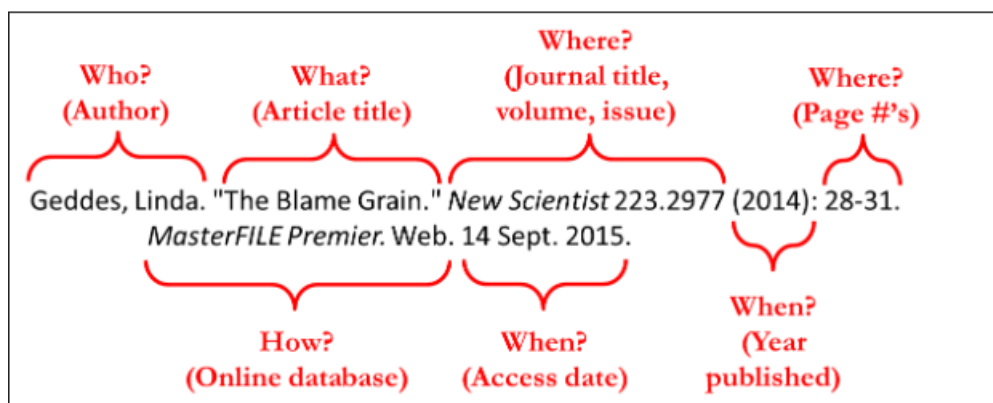 Who?
(Author)
What?
(Article title)
Where?
(Journal title,
volume, issue)
Where?
(Page #'s)
Geddes, Linda. "The Blame Grain." New Scientist 223.2977 (2014): 28-31.
MasterFILE Premier. Web. 14 Sept. 2015.
How?
(Online database)
When?
(Access date)
When?
(Year
published)